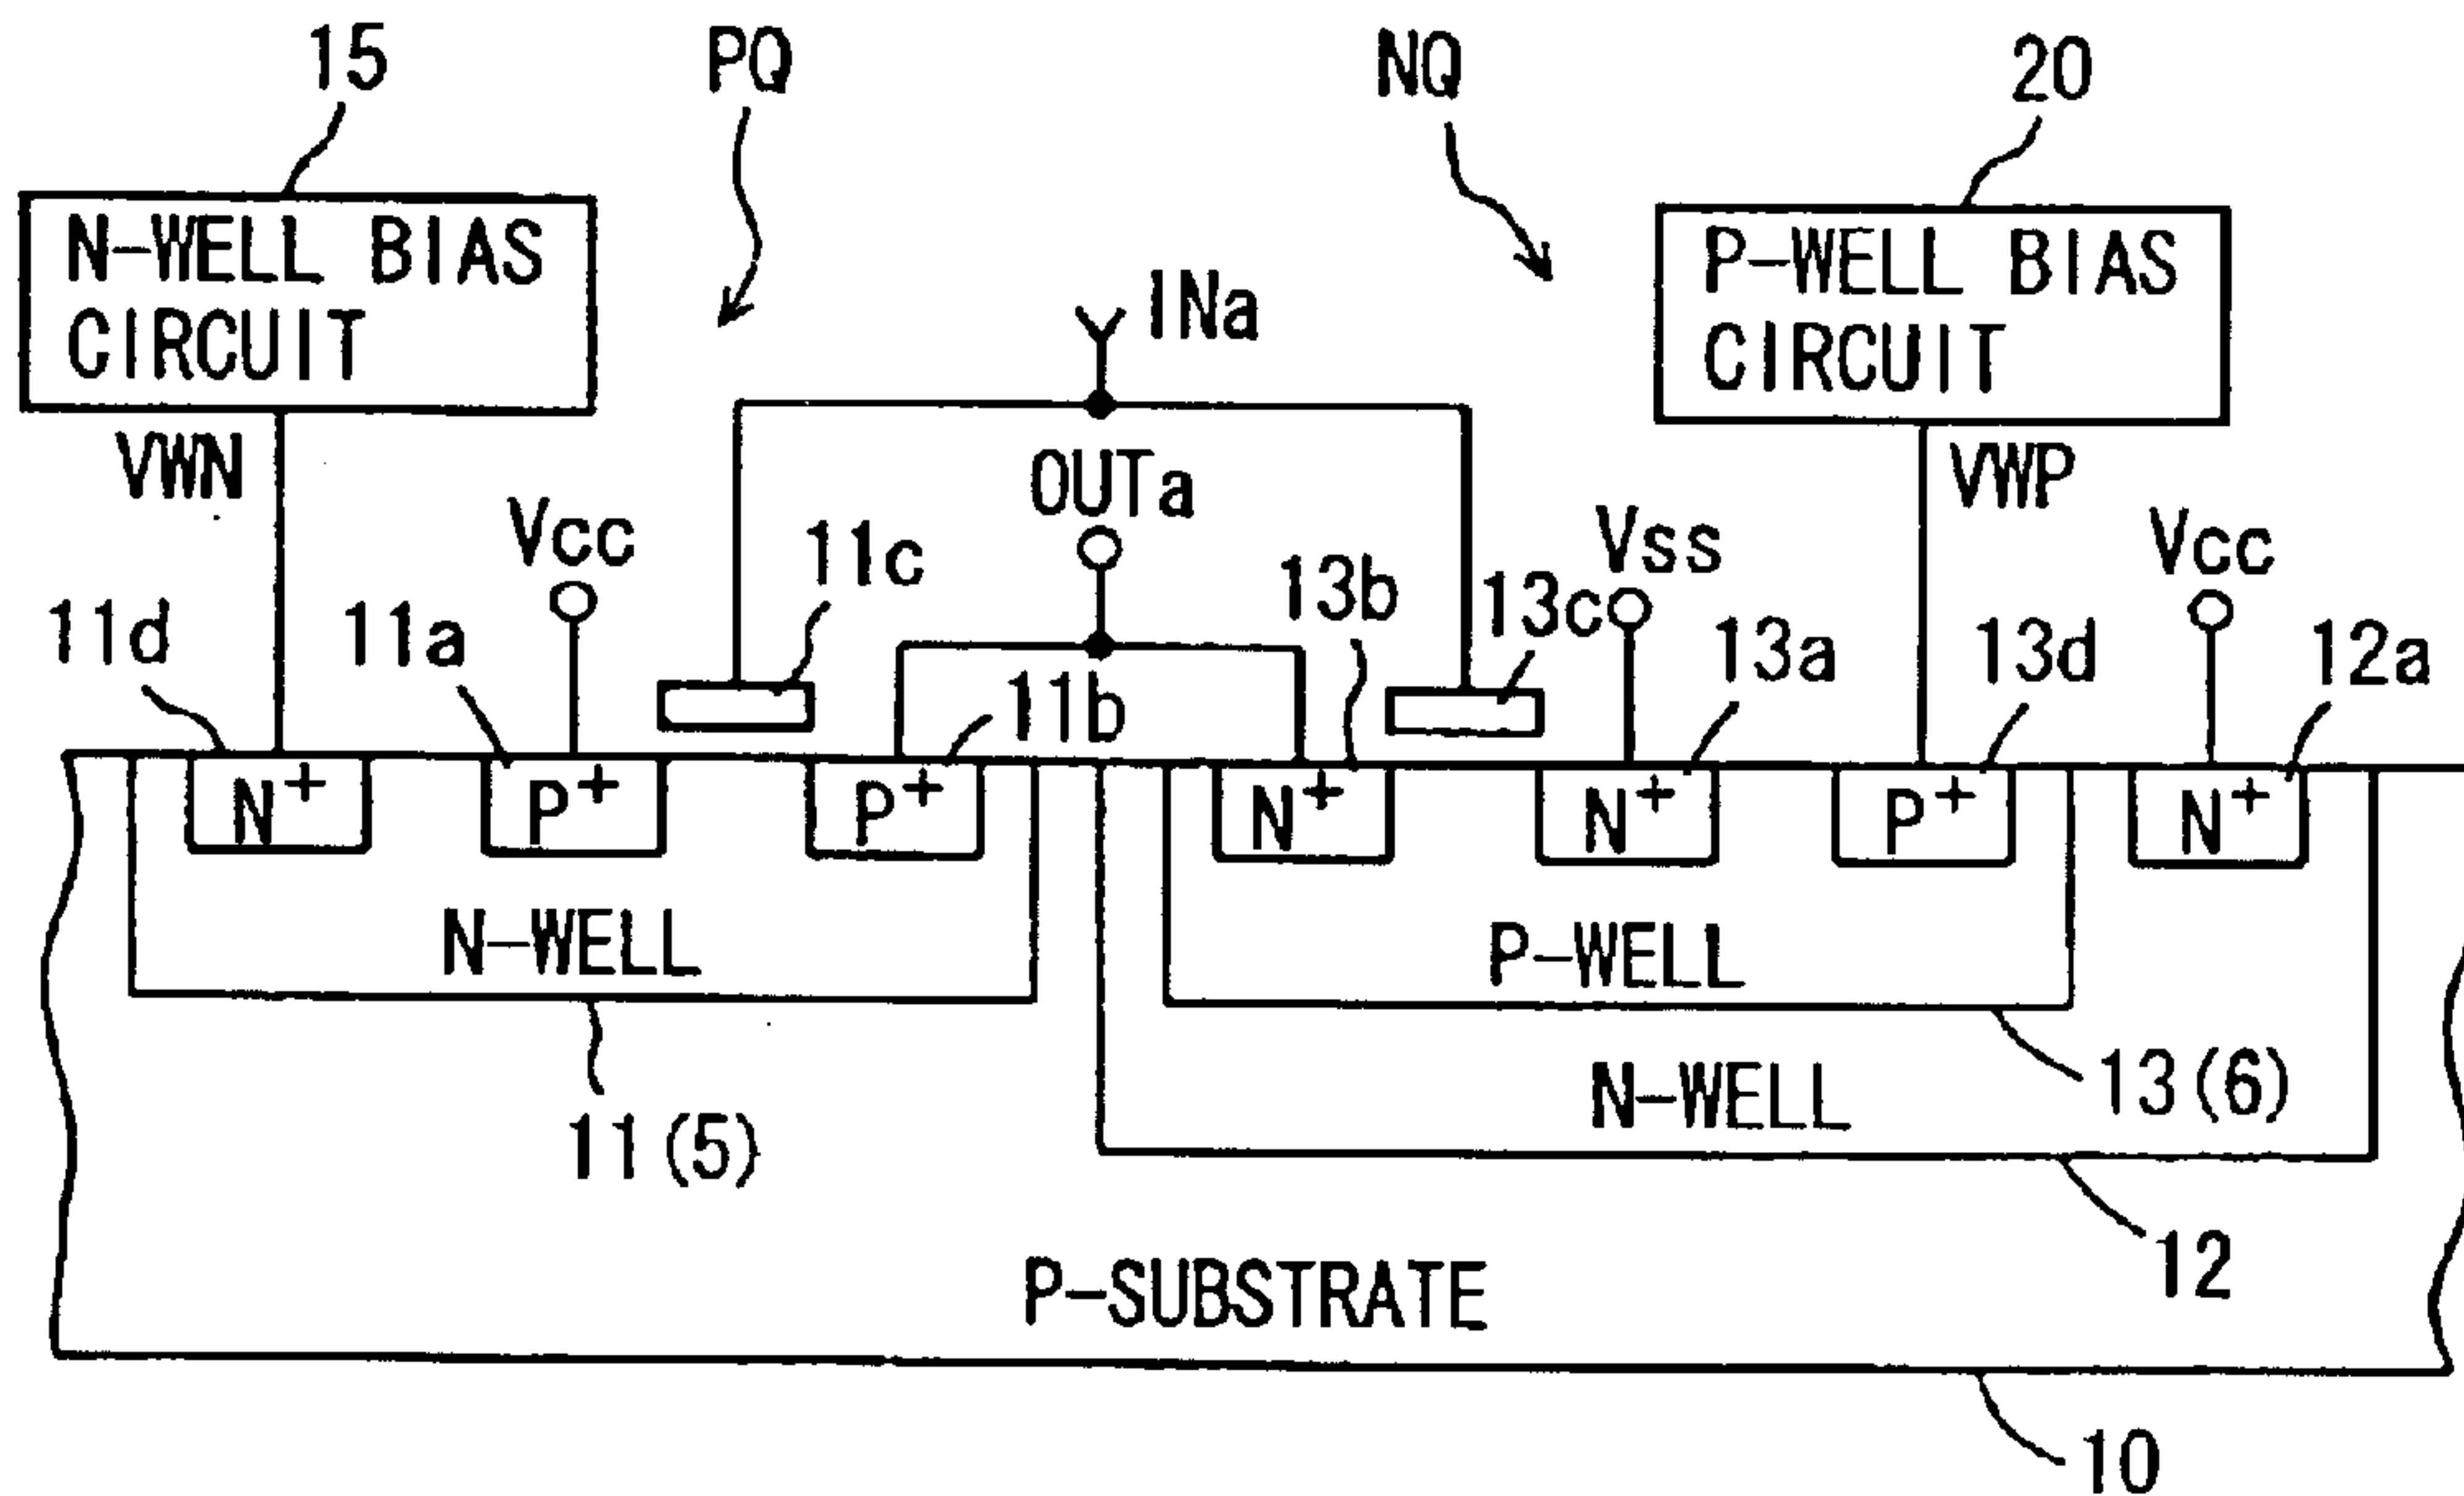 15
PQ
NQ
20
N-WELL BIAS
CIRCUIT
P-WELL BIAS
CIRCUIT
INa
VWN
VWP
OUTa
Vcc
Vss
Vcc
11c
13b
13c
11d
11a
13a
13d
12a
11b
N+
P+
P+
N+
N+
P+
N+
N-WELL
P-WELL
N-WELL
13(6)
11(5)
12
P-SUBSTRATE
10